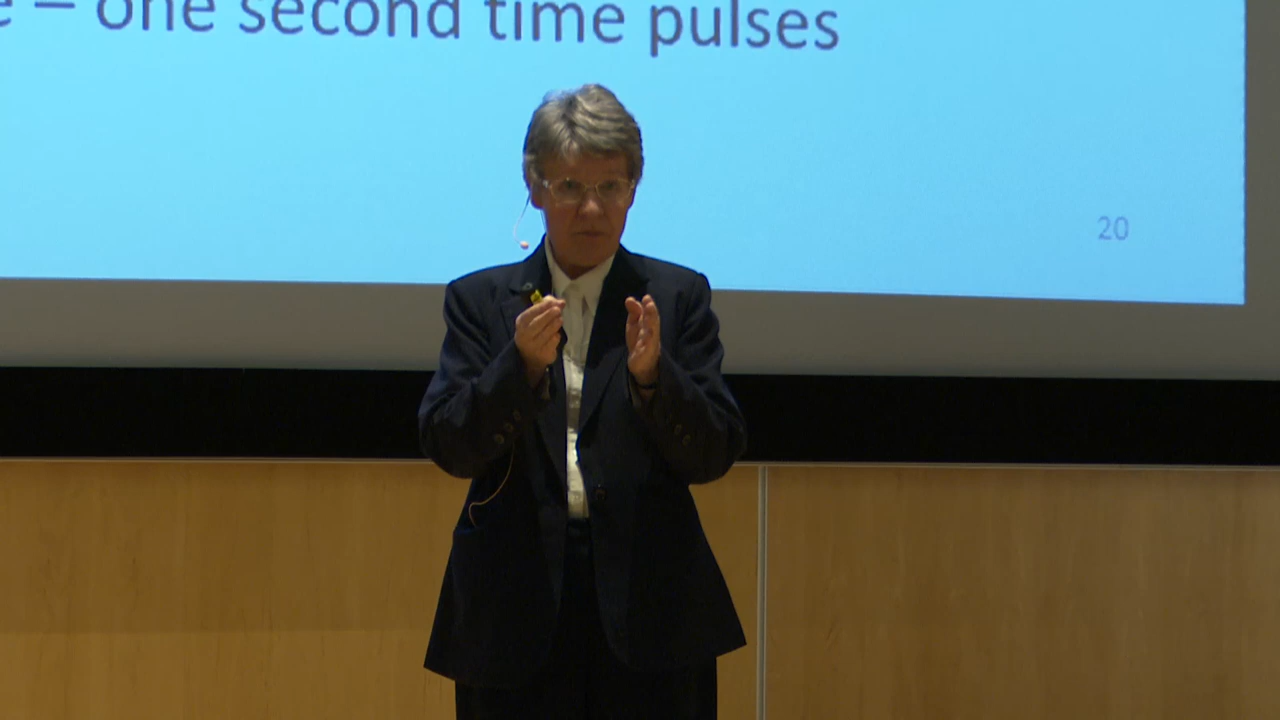 – one second time pulses
20